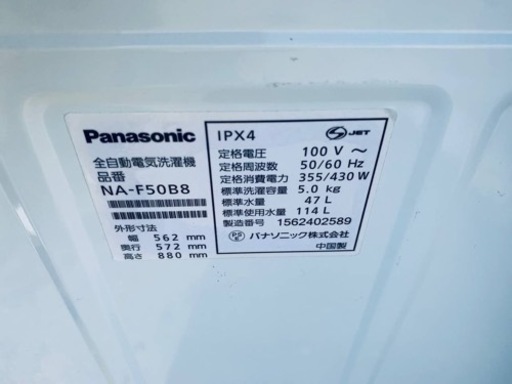 Panasonic
全自動電気洗濯機
品番
NA-F50B8
外形寸法
幅 562 mm
奥行 572 mm
高さ 880 mm
IPX4
S JET
定格電圧 100 V ～
定格周波数 50/60 Hz
定格消費電力 355/430 W
標準洗濯容量 5.0 kg
標準水量 47 L
標準使用水量 114 L
製造番号 1562402589
パナソニック株式会社
中国製